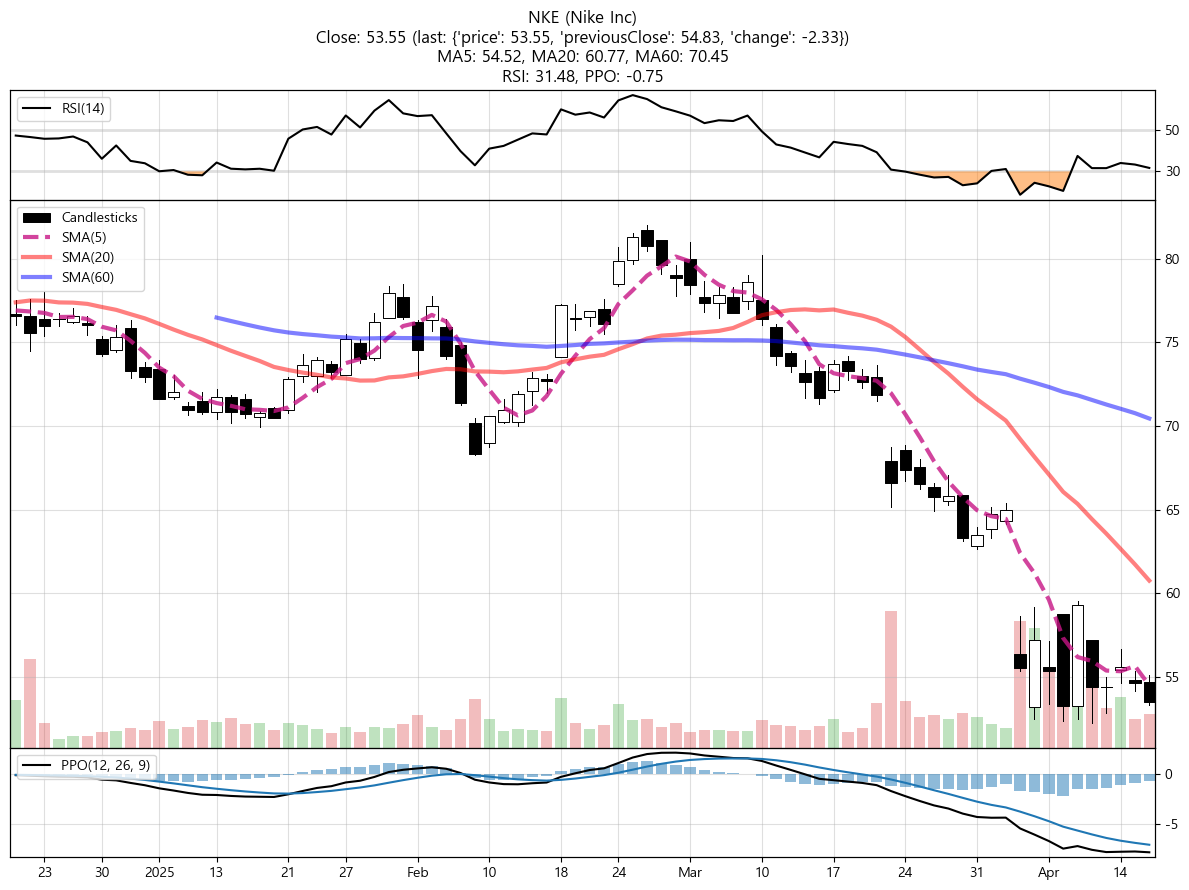 NKE (Nike Inc)
Close: 53.55 (last: {'price': 53.55, 'previousClose': 54.83, 'change': -2.33})
MA5: 54.52, MA20: 60.77, MA60: 70.45
RSI: 31.48, PPO: -0.75
RSI(14)
50
30
Candlesticks
SMA(5)
SMA(20)
SMA(60)
80
75
70
65
60
55
PPO(12, 26, 9)
0
-5
23 30 2025 13 21 27 Feb 10 18 24 Mar 10 17 24 31 Apr 14